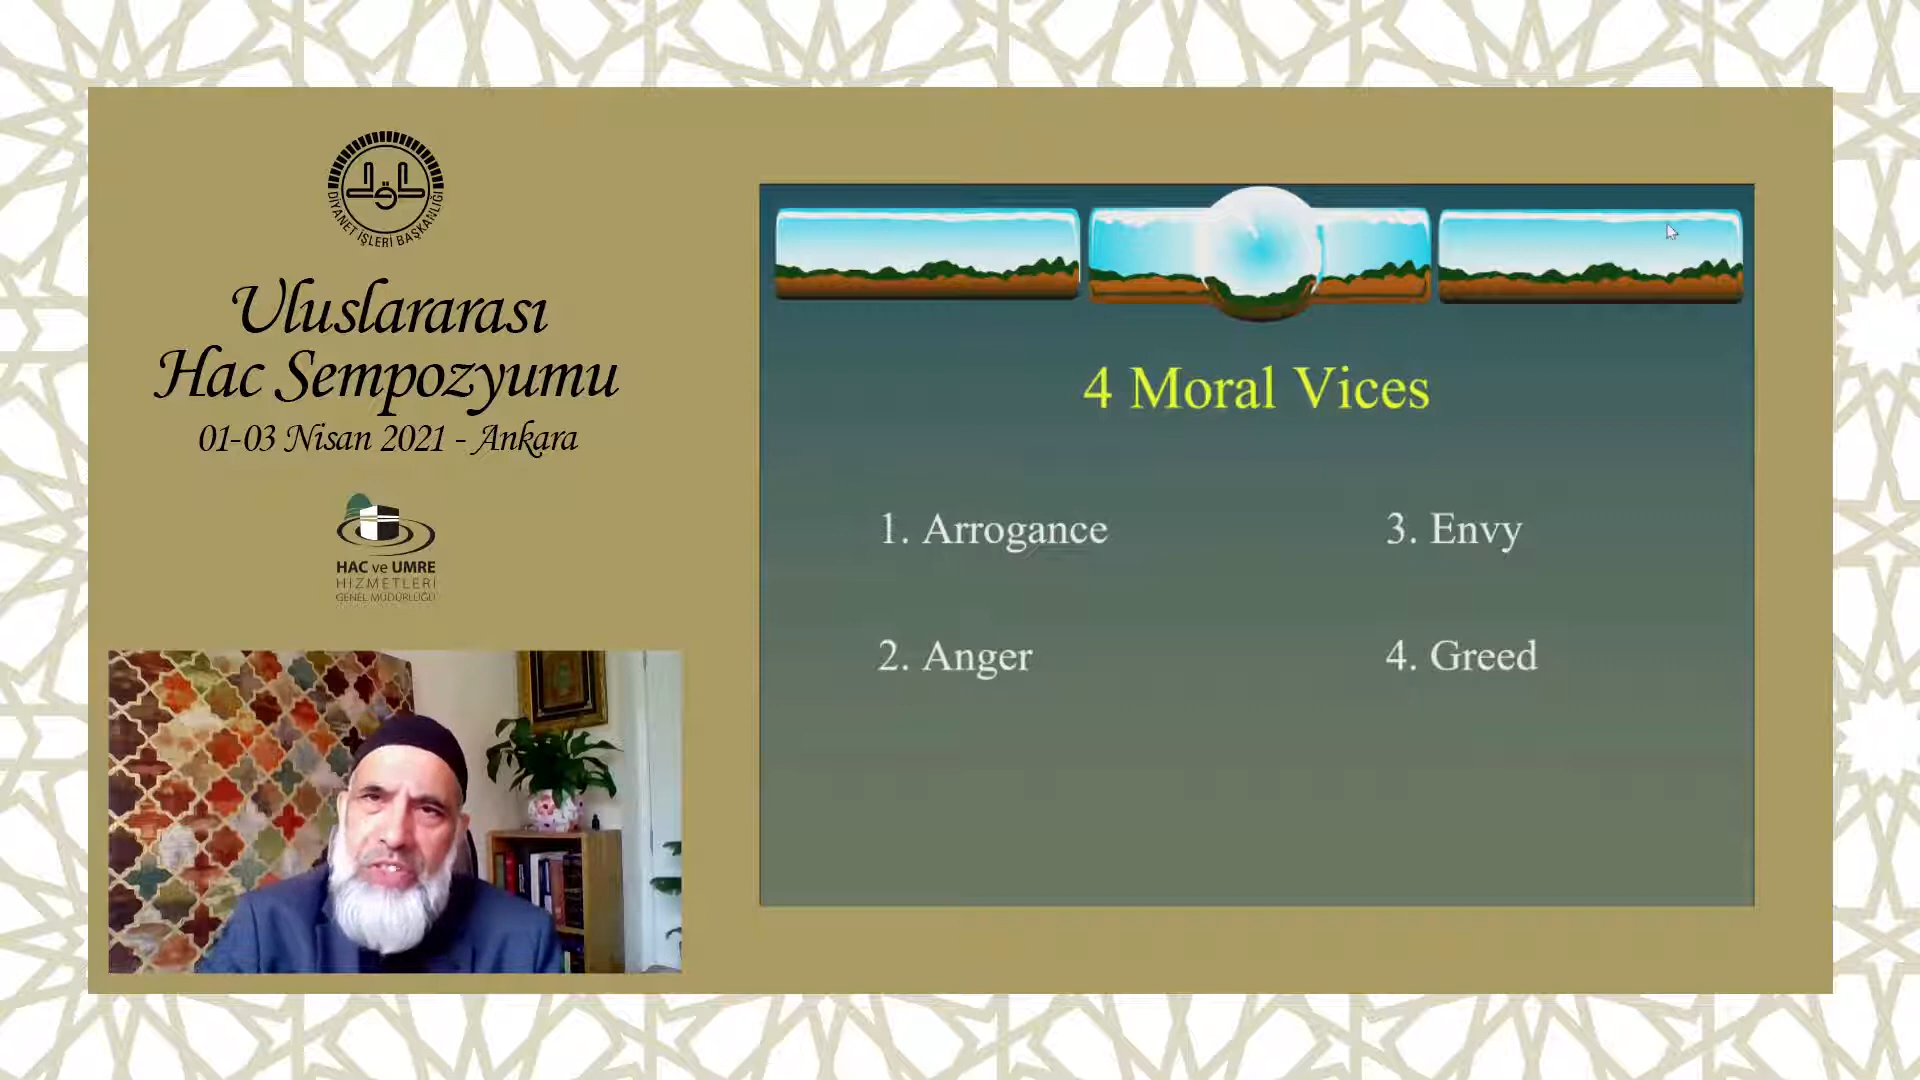 DİYANET İŞLERİ BAŞKANLIĞI
Uluslararası
Hac Sempozyumu
01-03 Nisan 2021 - Ankara
HAC ve UMRE
HİZMETLERİ
GENEL MÜDÜRLÜĞÜ
4 Moral Vices
1. Arrogance
3. Envy
2. Anger
4. Greed